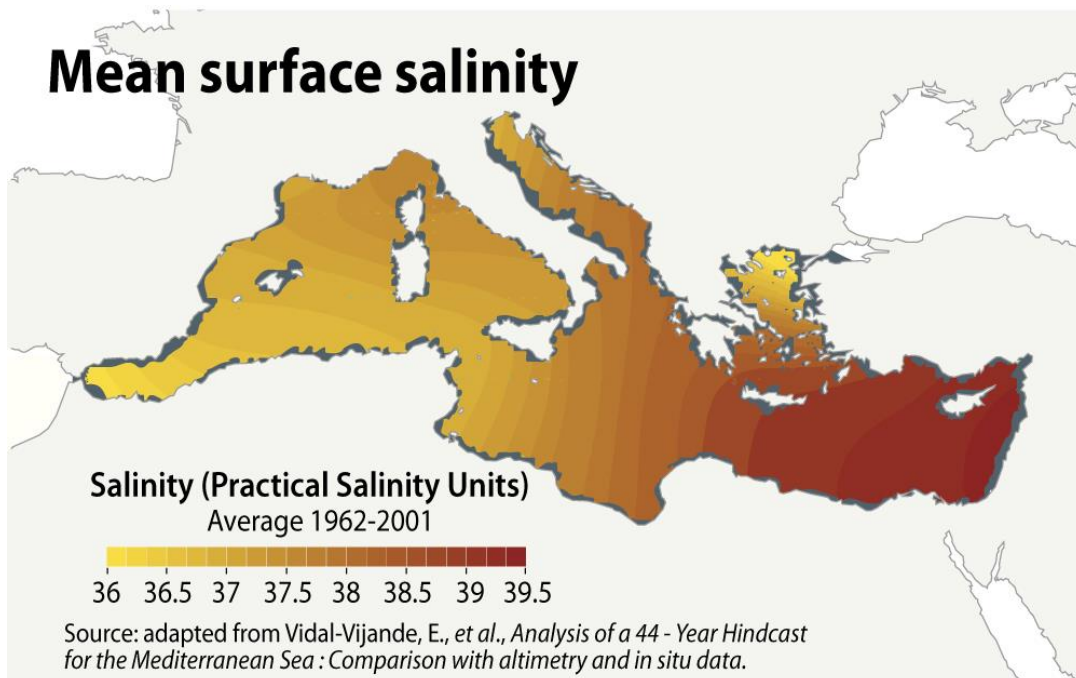 Mean surface salinity
Salinity (Practical Salinity Units)
Average 1962-2001
36 36.5 37 37.5 38 38.5 39 39.5
Source: adapted from Vidal-Vijande, E., et al., Analysis of a 44 - Year Hindcast
for the Mediterranean Sea : Comparison with altimetry and in situ data.